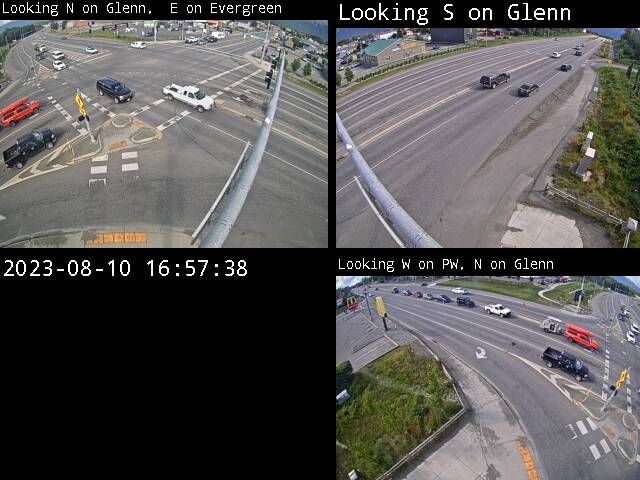 Looking N on Glenn, E on Evergreen
Looking S on Glenn
2023-08-10 16:57:38
Looking W on PW, N on Glenn